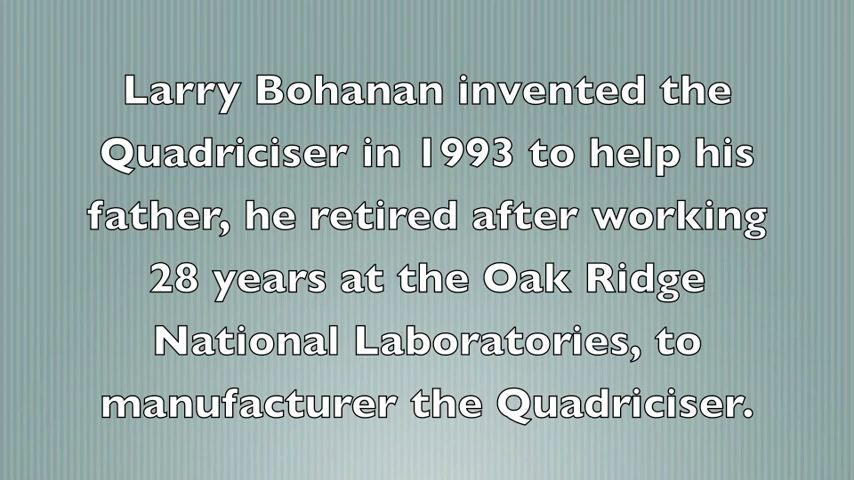 Larry Bohanan invented the
Quadriciser in 1993 to help his
father, he retired after working
28 years at the Oak Ridge
National Laboratories, to
manufacturer the Quadriciser.